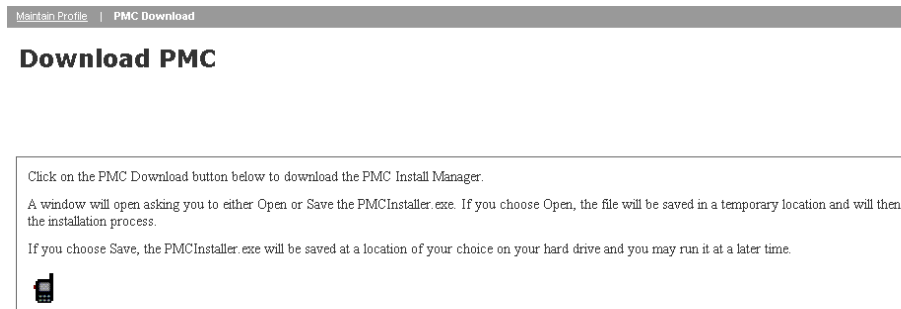 Maintain Profile | PMC Download
Download PMC
Click on the PMC Download button below to download the PMC Install Manager.
A window will open asking you to either Open or Save the PMCInstaller.exe. If you choose Open, the file will be saved in a temporary location and will then
the installation process.
If you choose Save, the PMCInstaller.exe will be saved at a location of your choice on your hard drive and you may run it at a later time.